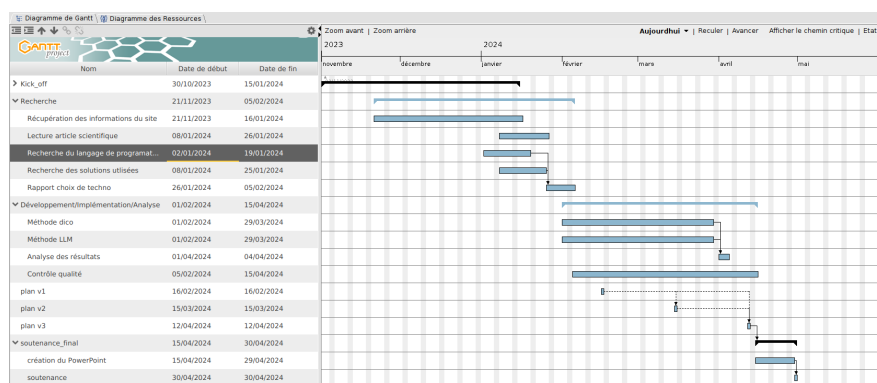 Diagramme de Gantt Diagramme des Ressources
Zoom avant | Zoom arrière Aujourd'hui | Reculer | Avancer Afficher le chemin critique | Etat
GANTT project
2023 2024
Nom Date de début Date de fin novembre décembre janvier février mars avril mai
Kick_off 30/10/2023 15/01/2024
Recherche 21/11/2023 05/02/2024
Récupération des informations du site 21/11/2023 16/01/2024
Lecture article scientifique 08/01/2024 26/01/2024
Recherche du langage de programat... 02/01/2024 19/01/2024
Recherche des solutions utlisées 08/01/2024 25/01/2024
Rapport choix de techno 26/01/2024 05/02/2024
Développement/Implémentation/Analyse 01/02/2024 15/04/2024
Méthode dico 01/02/2024 29/03/2024
Méthode LLM 01/02/2024 29/03/2024
Analyse des résultats 01/04/2024 04/04/2024
Contrôle qualité 05/02/2024 15/04/2024
plan v1 16/02/2024 16/02/2024
plan v2 15/03/2024 15/03/2024
plan v3 12/04/2024 12/04/2024
soutenance_final 15/04/2024 30/04/2024
création du PowerPoint 15/04/2024 29/04/2024
soutenance 30/04/2024 30/04/2024